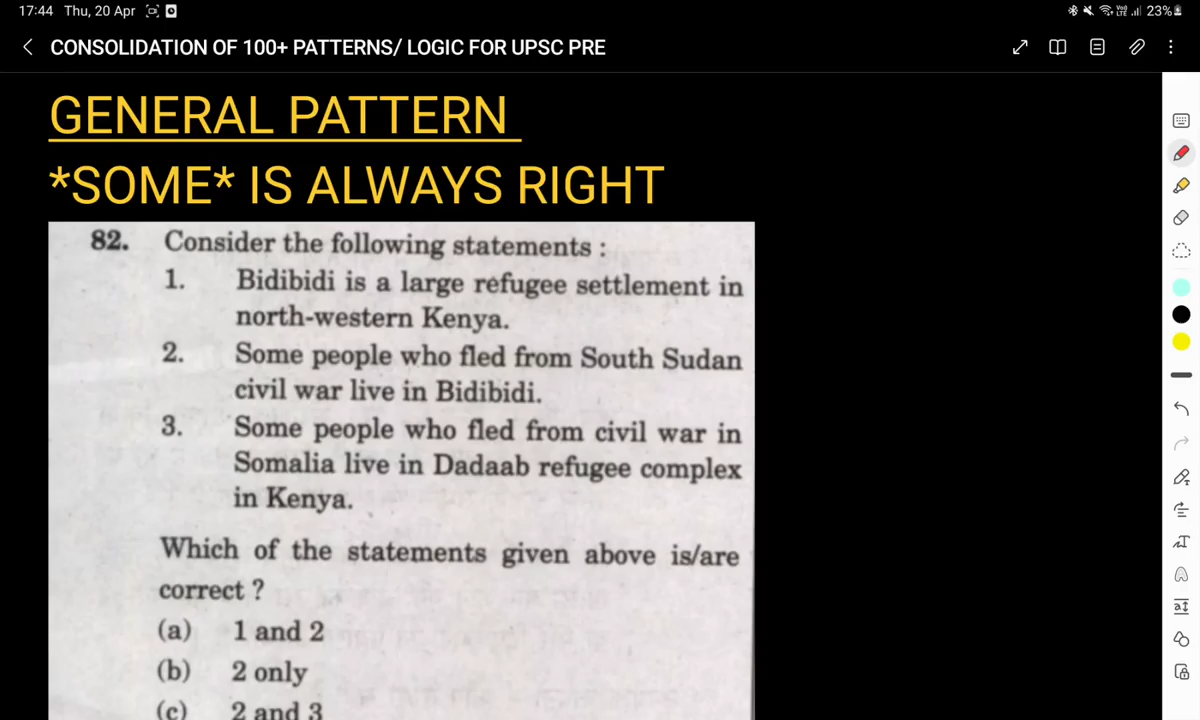 17:44 Thu, 20 Apr
23%
CONSOLIDATION OF 100+ PATTERNS/ LOGIC FOR UPSC PRE
GENERAL PATTERN
*SOME* IS ALWAYS RIGHT
82. Consider the following statements :
1. Bidibidi is a large refugee settlement in
north-western Kenya.
2. Some people who fled from South Sudan
civil war live in Bidibidi.
3. Some people who fled from civil war in
Somalia live in Dadaab refugee complex
in Kenya.
Which of the statements given above is/are
correct ?
(a) 1 and 2
(b) 2 only
(c) 2 and 3